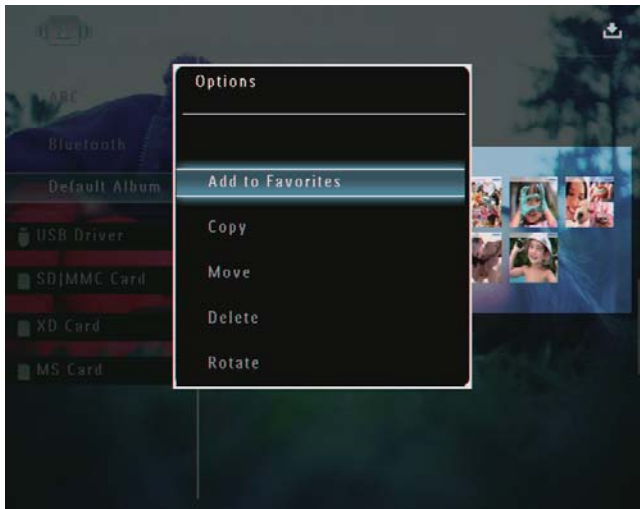 Options
Add to Favorites
Copy
Move
Delete
Rotate
ABC
Bluetooth
Default Album
USB Driver
SD|MMC Card
XD Card
MS Card